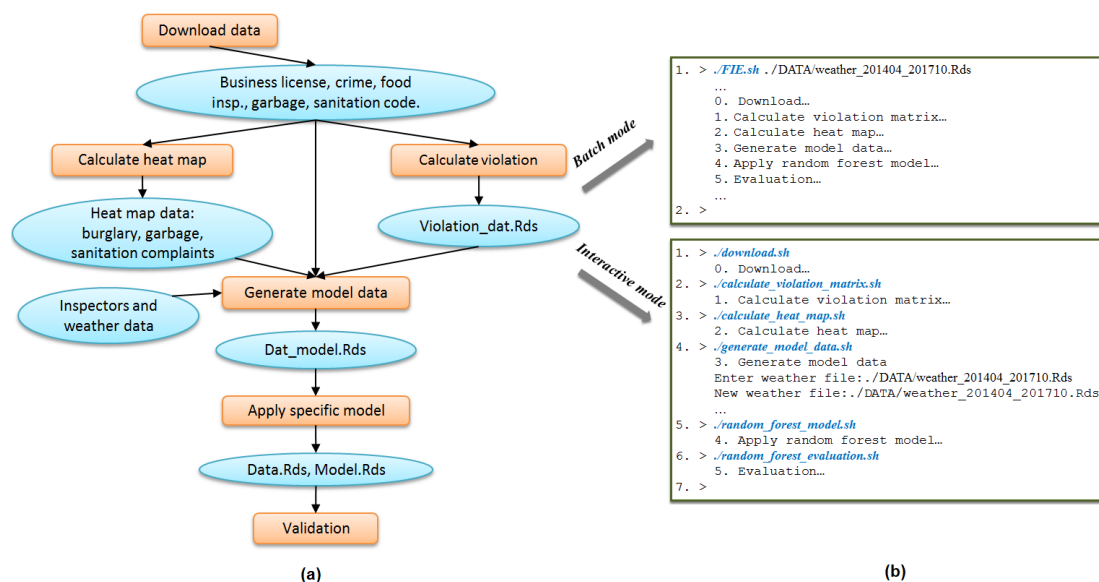 Download data
Business license, crime, food
insp., garbage, sanitation code.
Calculate heat map
Calculate violation
Heat map data:
burglary, garbage,
sanitation complaints
Violation_dat.Rds
Inspectors and
weather data
Generate model data
Dat_model.Rds
Apply specific model
Data.Rds, Model.Rds
Validation
(a)
Batch mode
Interactive mode
1. > ./FIE.sh ./DATA/weather_201404_201710.Rds
…
0. Download…
1. Calculate violation matrix…
2. Calculate heat map…
3. Generate model data…
4. Apply random forest model…
5. Evaluation…
…
2. >
1. > ./download.sh
0. Download…
2. > ./calculate_violation_matrix.sh
1. Calculate violation matrix…
3. > ./calculate_heat_map.sh
2. Calculate heat map…
4. > ./generate_model_data.sh
3. Generate model data
Enter weather file:./DATA/weather_201404_201710.Rds
New weather file:./DATA/weather_201404_201710.Rds
…
5. > ./random_forest_model.sh
4. Apply random forest model…
6. > ./random_forest_evaluation.sh
5. Evaluation…
7. >
(b)